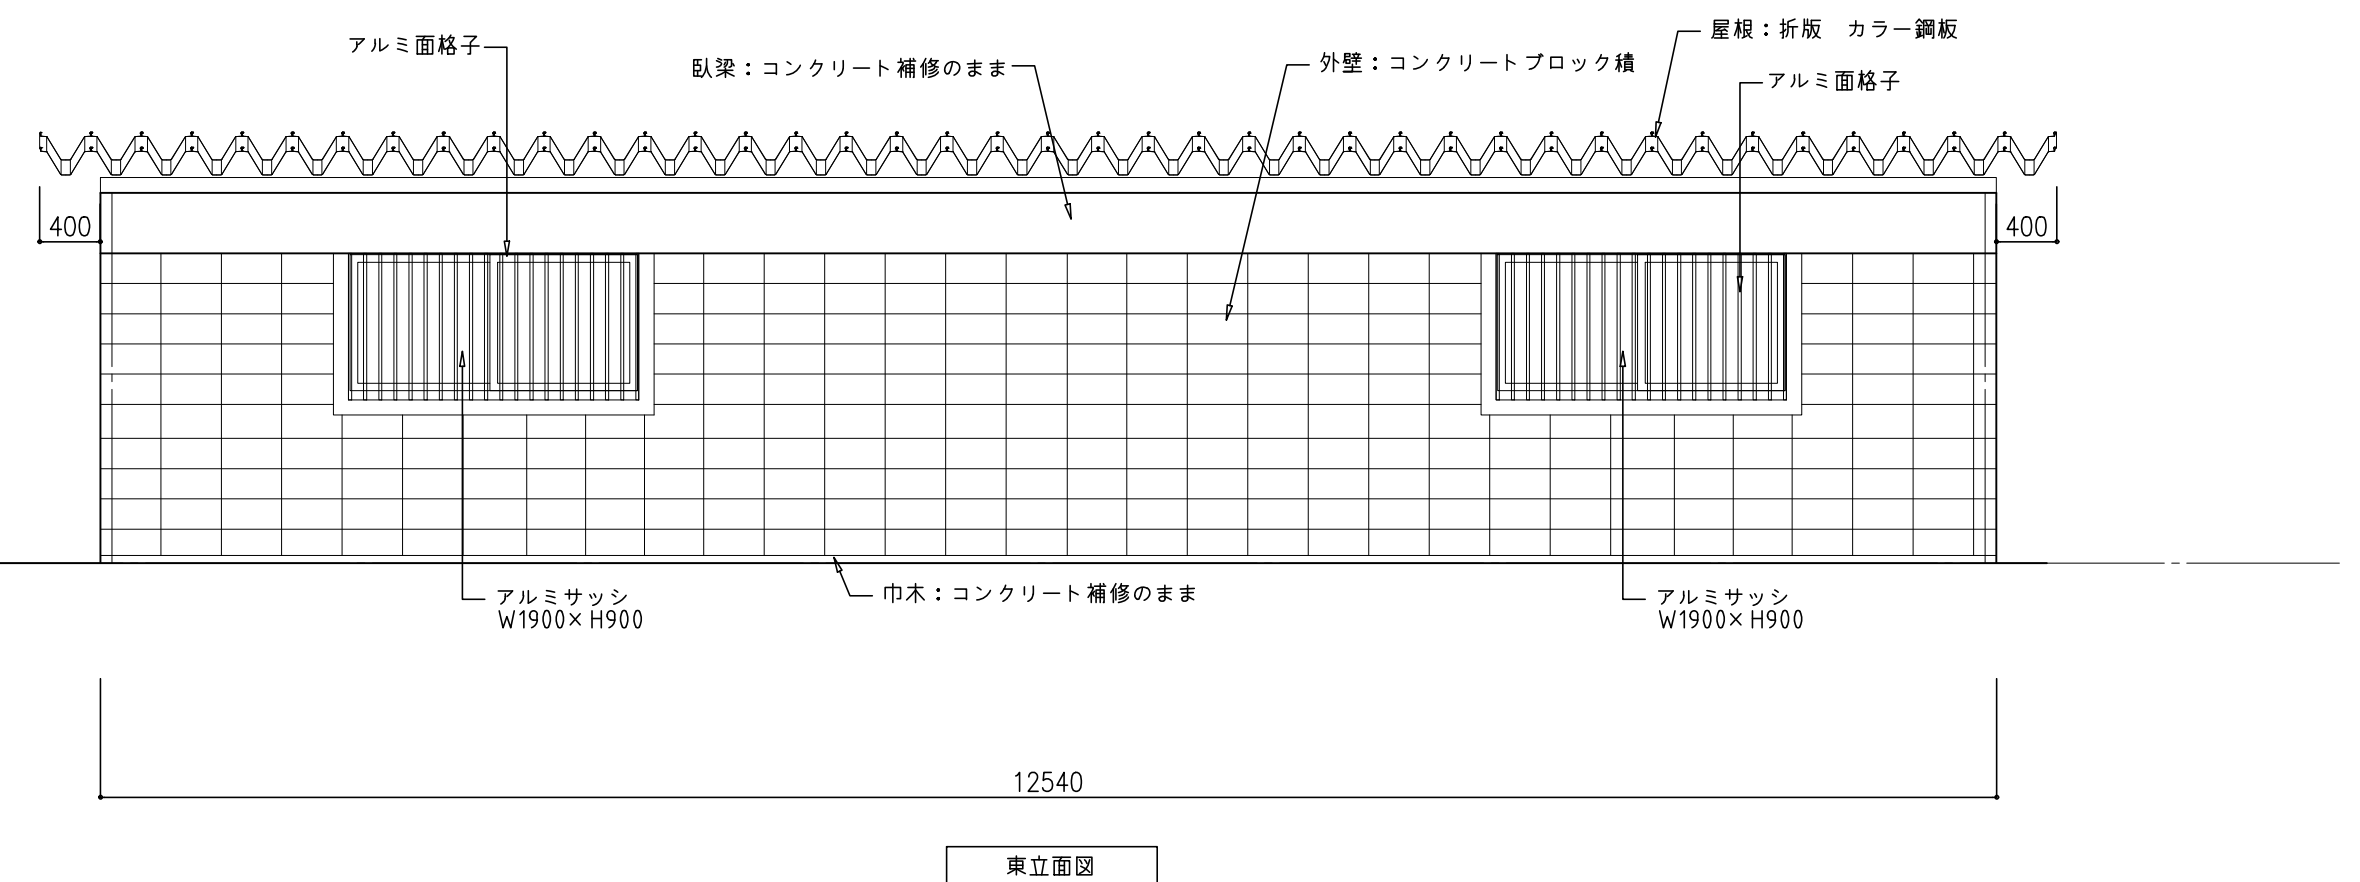 屋根：折版　カラー鋼板
アルミ面格子
臥梁：コンクリート補修のまま
外壁：コンクリートブロック積
アルミ面格子
400
400
巾木：コンクリート補修のまま
アルミサッシ
W1900×H900
アルミサッシ
W1900×H900
12540
東立面図